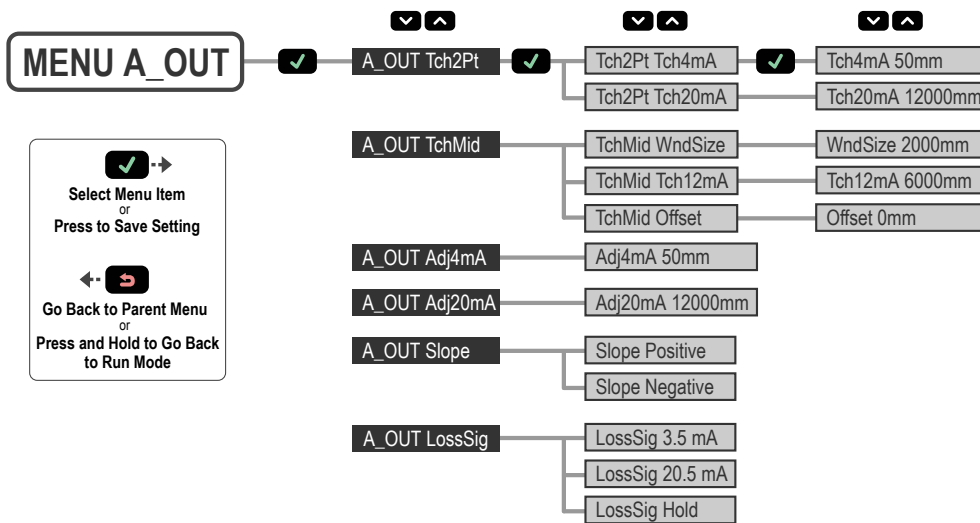 MENU A_OUT
A_OUT Tch2Pt
Tch2Pt Tch4mA
Tch4mA 50mm
Tch2Pt Tch20mA
Tch20mA 12000mm
A_OUT TchMid
TchMid WndSize
WndSize 2000mm
TchMid Tch12mA
Tch12mA 6000mm
TchMid Offset
Offset 0mm
A_OUT Adj4mA
Adj4mA 50mm
A_OUT Adj20mA
Adj20mA 12000mm
A_OUT Slope
Slope Positive
Slope Negative
A_OUT LossSig
LossSig 3.5 mA
LossSig 20.5 mA
LossSig Hold
Select Menu Item
or
Press to Save Setting
Go Back to Parent Menu
or
Press and Hold to Go Back
to Run Mode